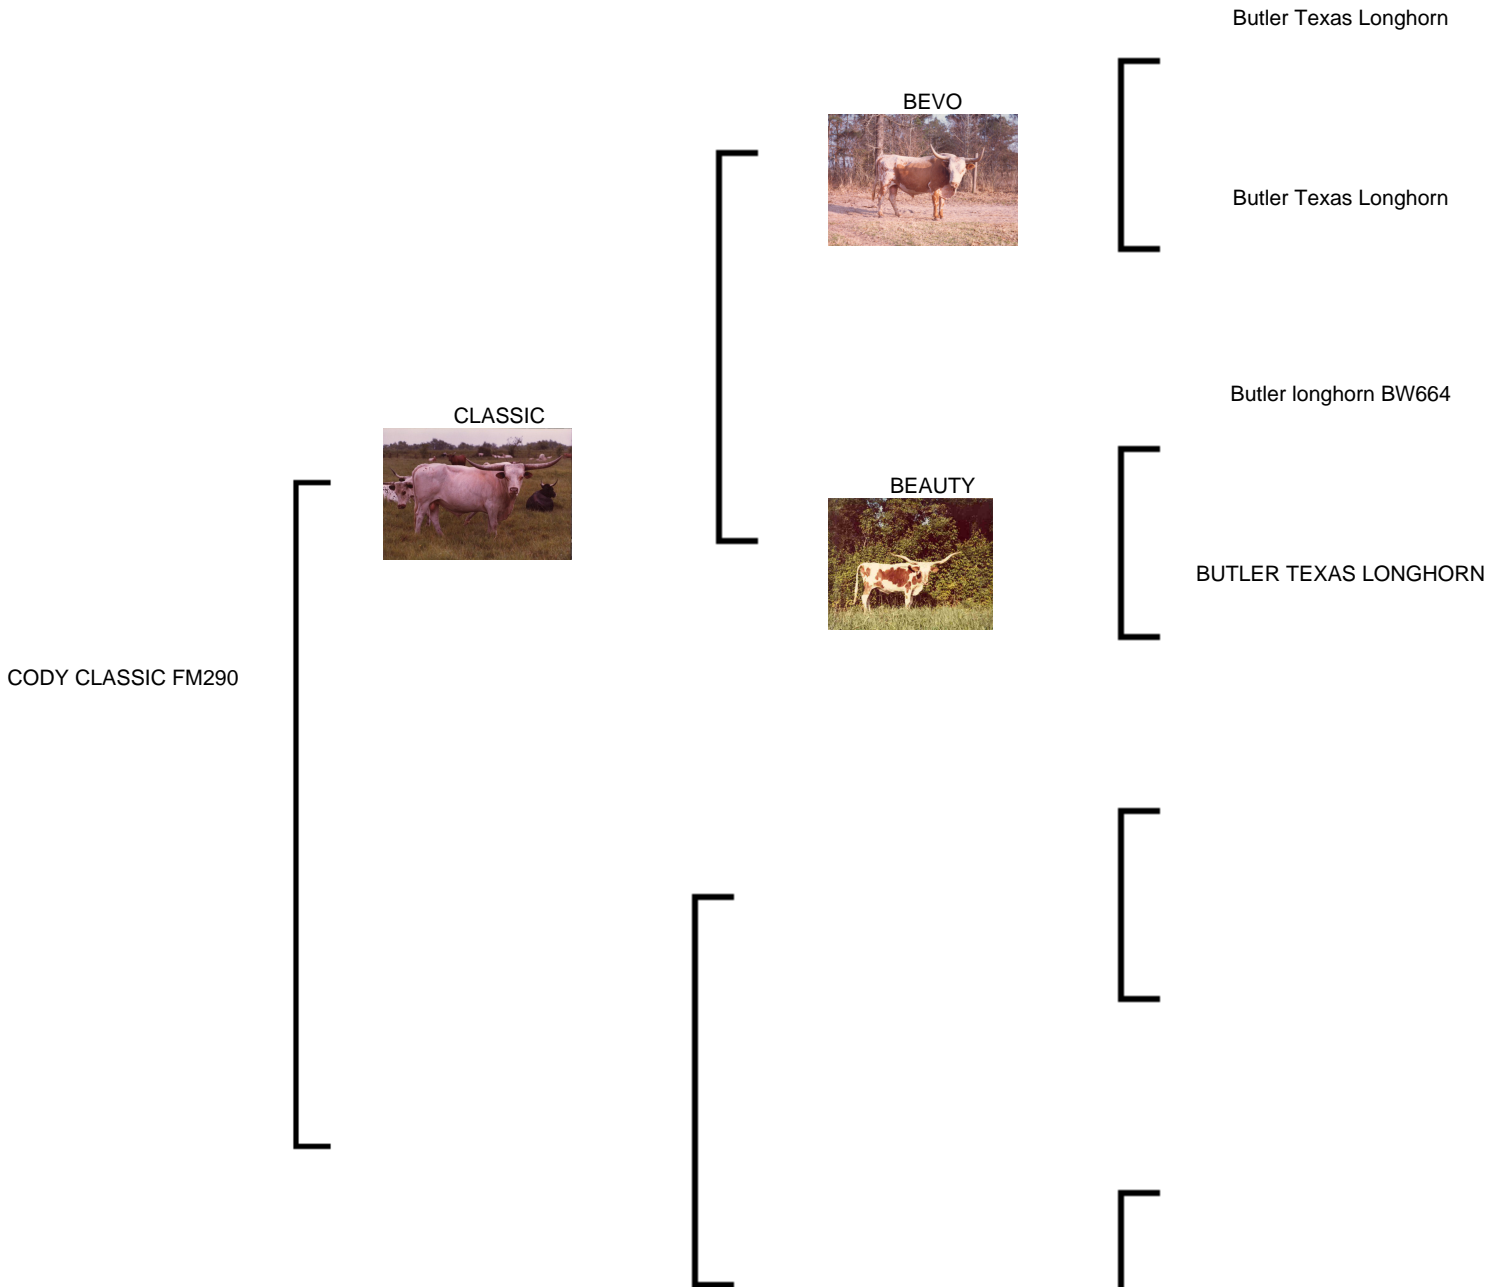 Butler Texas Longhorn
BEVO
Butler Texas Longhorn
Butler longhorn BW664
CLASSIC
BEAUTY
BUTLER TEXAS LONGHORN
CODY CLASSIC FM290